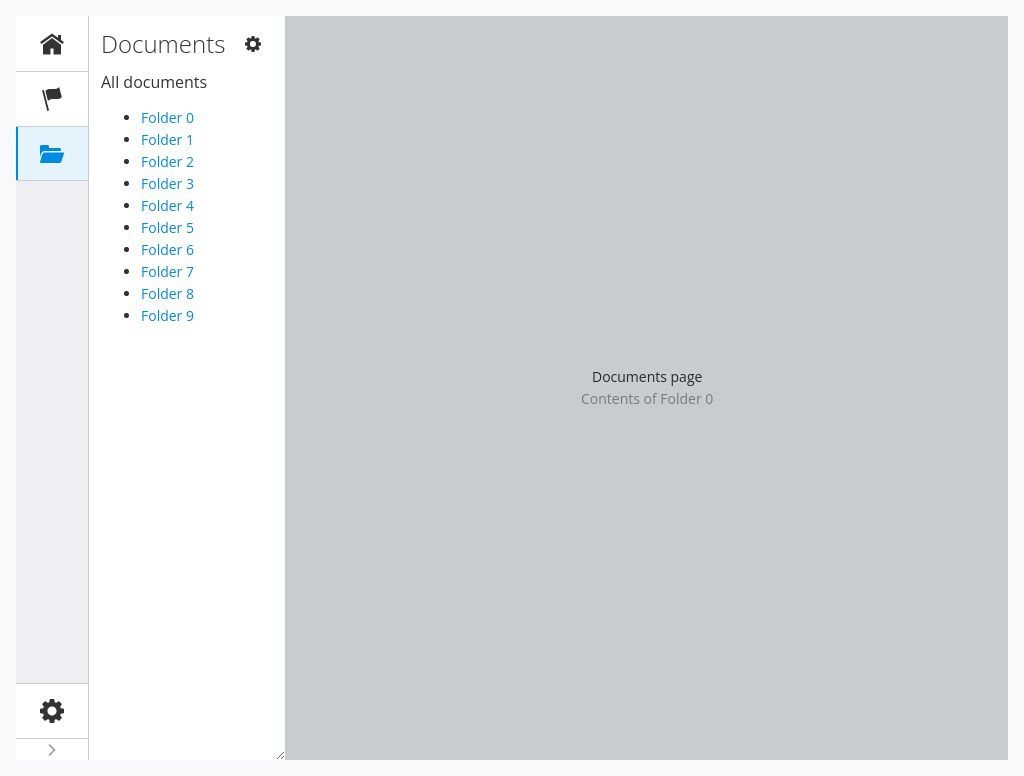 Documents
All documents
Folder 0
Folder 1
Folder 2
Folder 3
Folder 4
Folder 5
Folder 6
Folder 7
Folder 8
Folder 9
Documents page
Contents of Folder 0